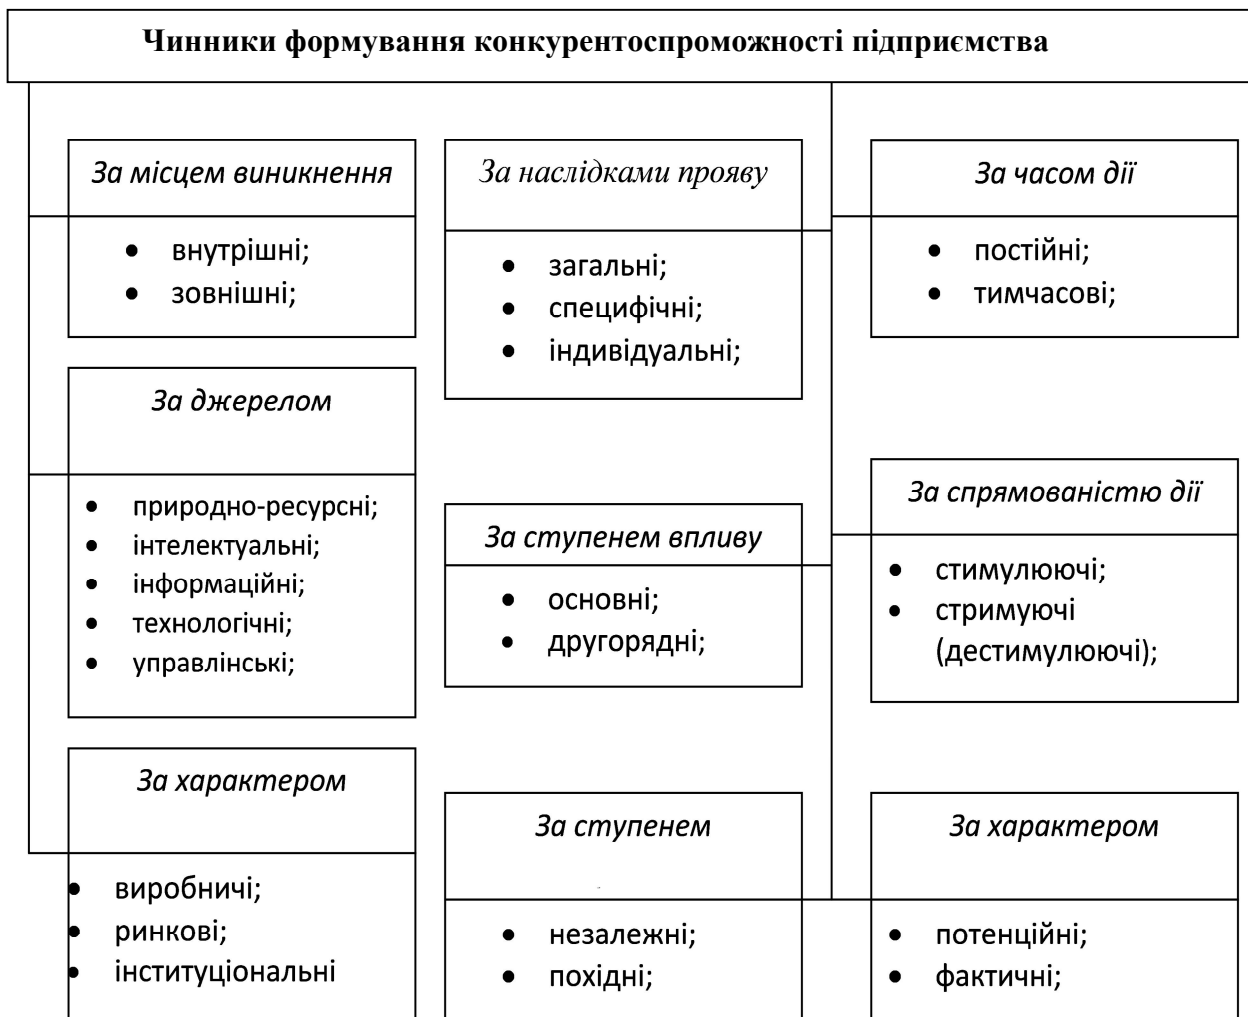 Чинники формування конкурентоспроможності підприємства
За місцем виникнення
• внутрішні;
• зовнішні;
За джерелом
• природно-ресурсні;
• інтелектуальні;
• інформаційні;
• технологічні;
• управлінські;
За характером
• виробничі;
• ринкові;
• інституціональні
За наслідками прояву
• загальні;
• специфічні;
• індивідуальні;
За ступенем впливу
• основні;
• другорядні;
За ступенем
• незалежні;
• похідні;
За часом дії
• постійні;
• тимчасові;
За спрямованістю дії
• стимулюючі;
• стримуючі
(дестимулюючі);
За характером
• потенційні;
• фактичні;